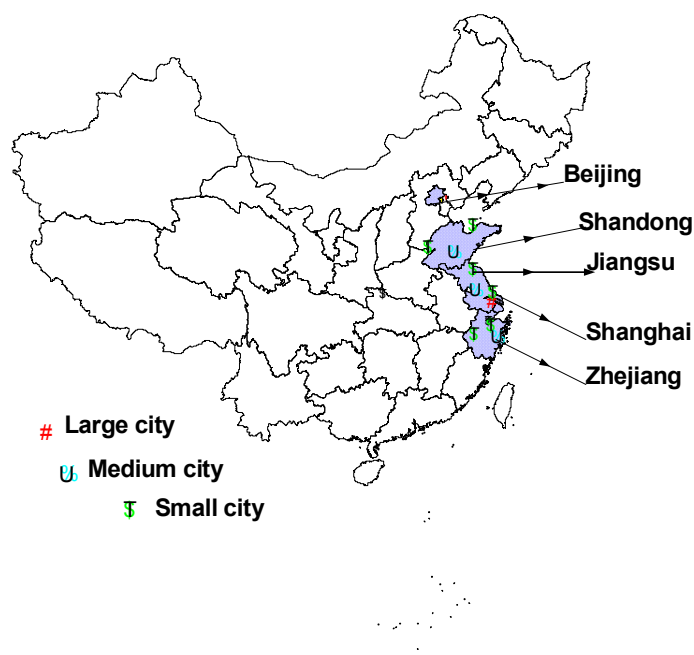 Beijing
Shandong
Jiangsu
Shanghai
Zhejiang
# Large city
U Medium city
T Small city